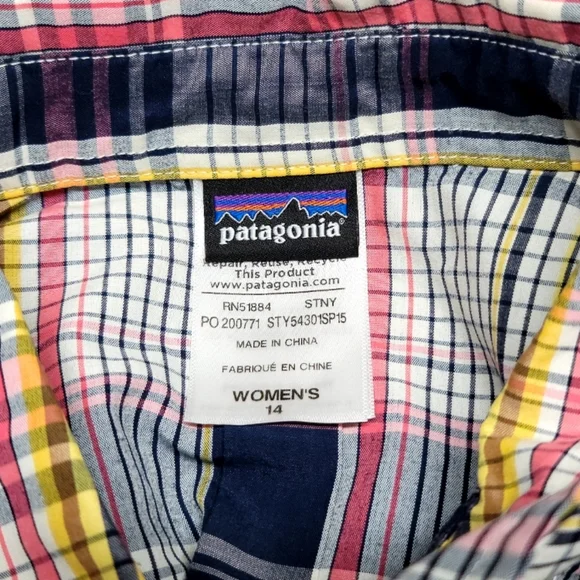 patagonia®
Repair, Reuse, Recycle
This Product
www.patagonia.com
RN51884 STNY
PO 200771 STY54301SP15
MADE IN CHINA
FABRIQUÉ EN CHINE
WOMEN'S
14